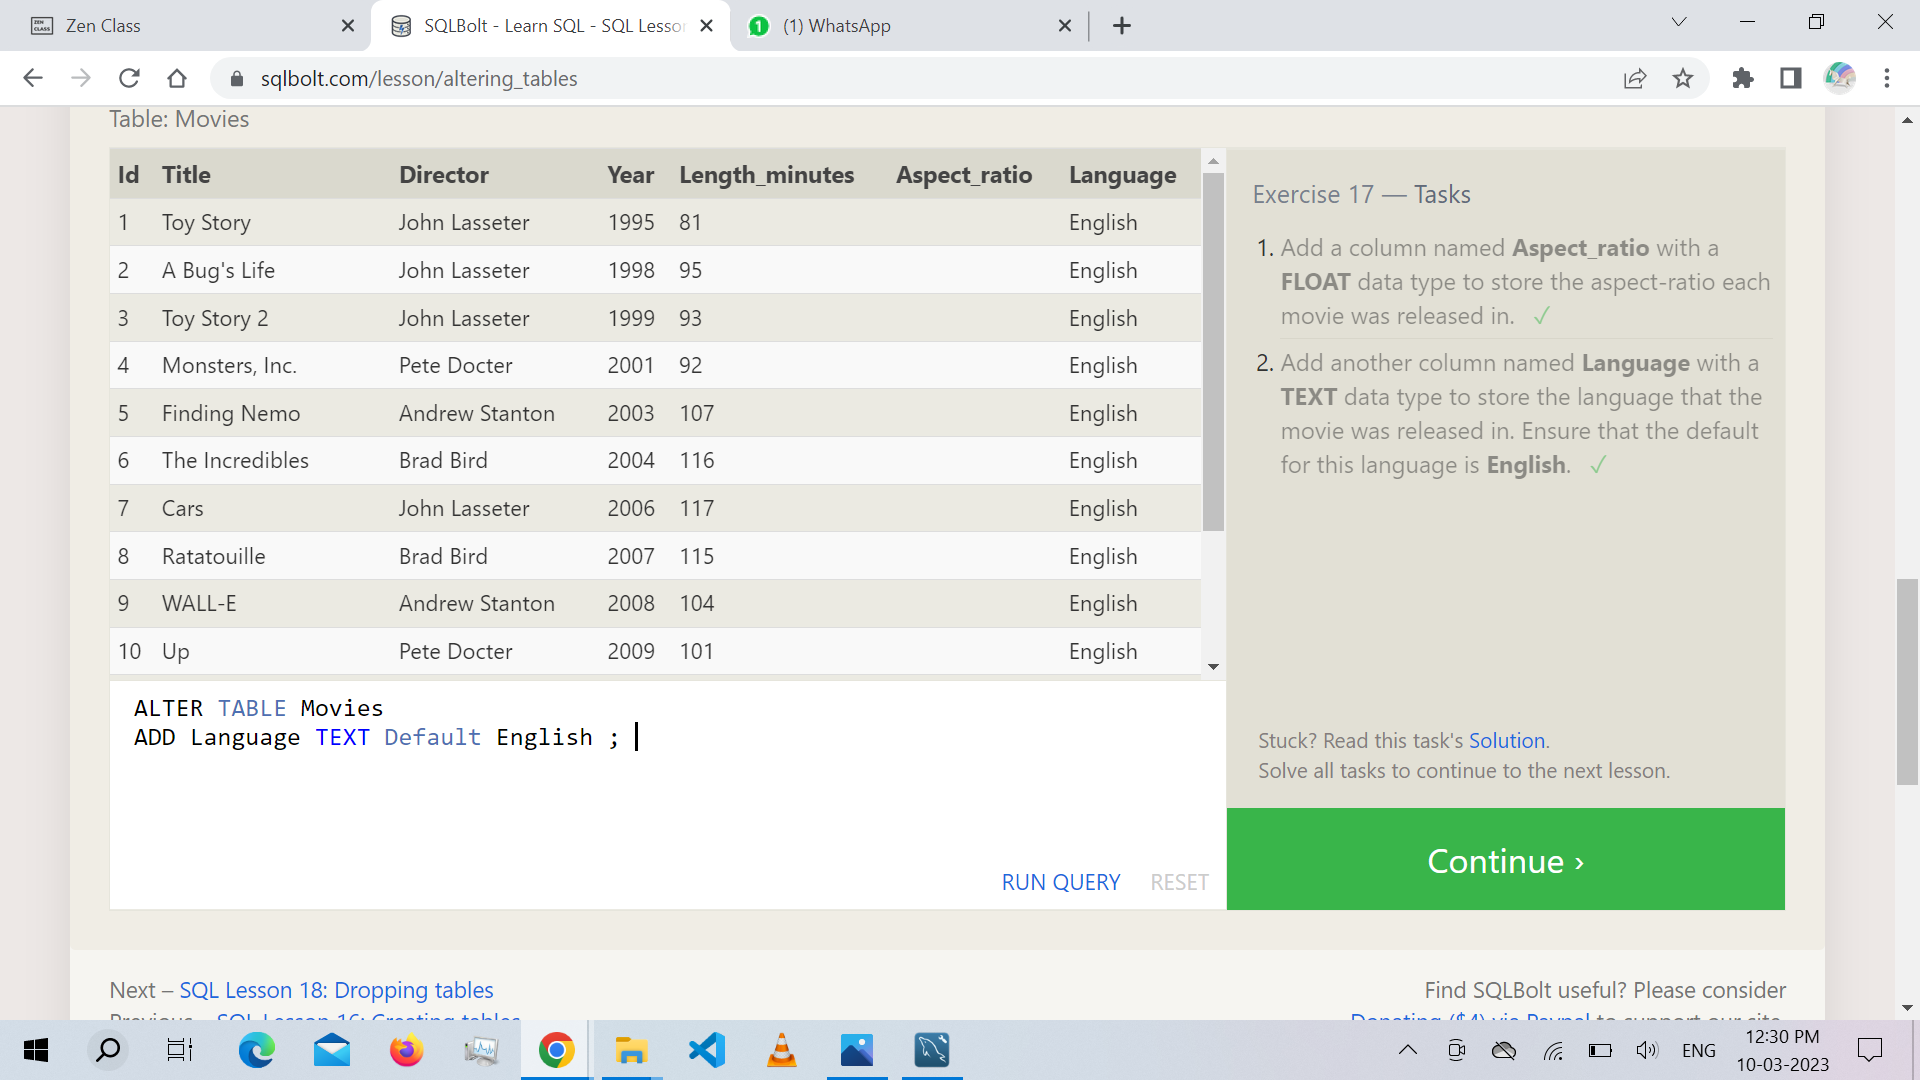 Zen Class
SQLBolt - Learn SQL - SQL Lesso
(1) WhatsApp
sqlbolt.com/lesson/altering_tables
Table: Movies
Id Title Director Year Length_minutes Aspect_ratio Language
1 Toy Story John Lasseter 1995 81 English
2 A Bug's Life John Lasseter 1998 95 English
3 Toy Story 2 John Lasseter 1999 93 English
4 Monsters, Inc. Pete Docter 2001 92 English
5 Finding Nemo Andrew Stanton 2003 107 English
6 The Incredibles Brad Bird 2004 116 English
7 Cars John Lasseter 2006 117 English
8 Ratatouille Brad Bird 2007 115 English
9 WALL-E Andrew Stanton 2008 104 English
10 Up Pete Docter 2009 101 English
ALTER TABLE Movies
ADD Language TEXT Default English ;
RUN QUERY RESET
Exercise 17 — Tasks
1. Add a column named Aspect_ratio with a
FLOAT data type to store the aspect-ratio each
movie was released in. ✓
2. Add another column named Language with a
TEXT data type to store the language that the
movie was released in. Ensure that the default
for this language is English. ✓
Stuck? Read this task's Solution.
Solve all tasks to continue to the next lesson.
Continue ›
Next – SQL Lesson 18: Dropping tables
Previous – SQL Lesson 16: Creating tables
Find SQLBolt useful? Please consider
Donating ($4) via Paypal to support our site.
ENG
12:30 PM
10-03-2023